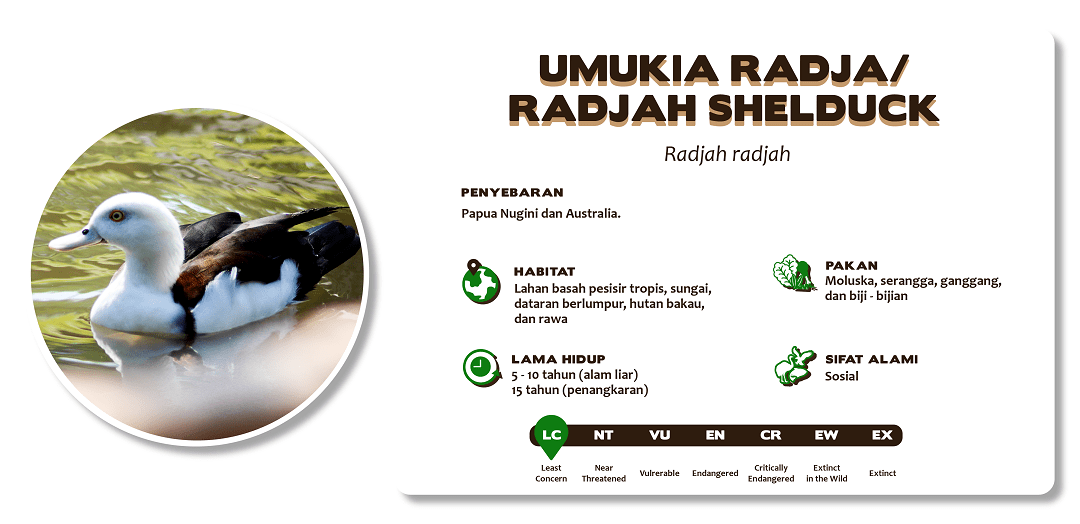 UMUKIA RADJA/
RADJAH SHELDUCK
Radjah radjah
PENYEBARAN
Papua Nugini dan Australia.
HABITAT
Lahan basah pesisir tropis, sungai,
dataran berlumpur, hutan bakau,
dan rawa
PAKAN
Moluska, serangga, ganggang,
dan biji - bijian
LAMA HIDUP
5 - 10 tahun (alam liar)
15 tahun (penangkaran)
SIFAT ALAMI
Sosial
LC NT VU EN CR EW EX
Least Concern Near Threatened Vulrerable Endangered Critically Endangered Extinct in the Wild Extinct